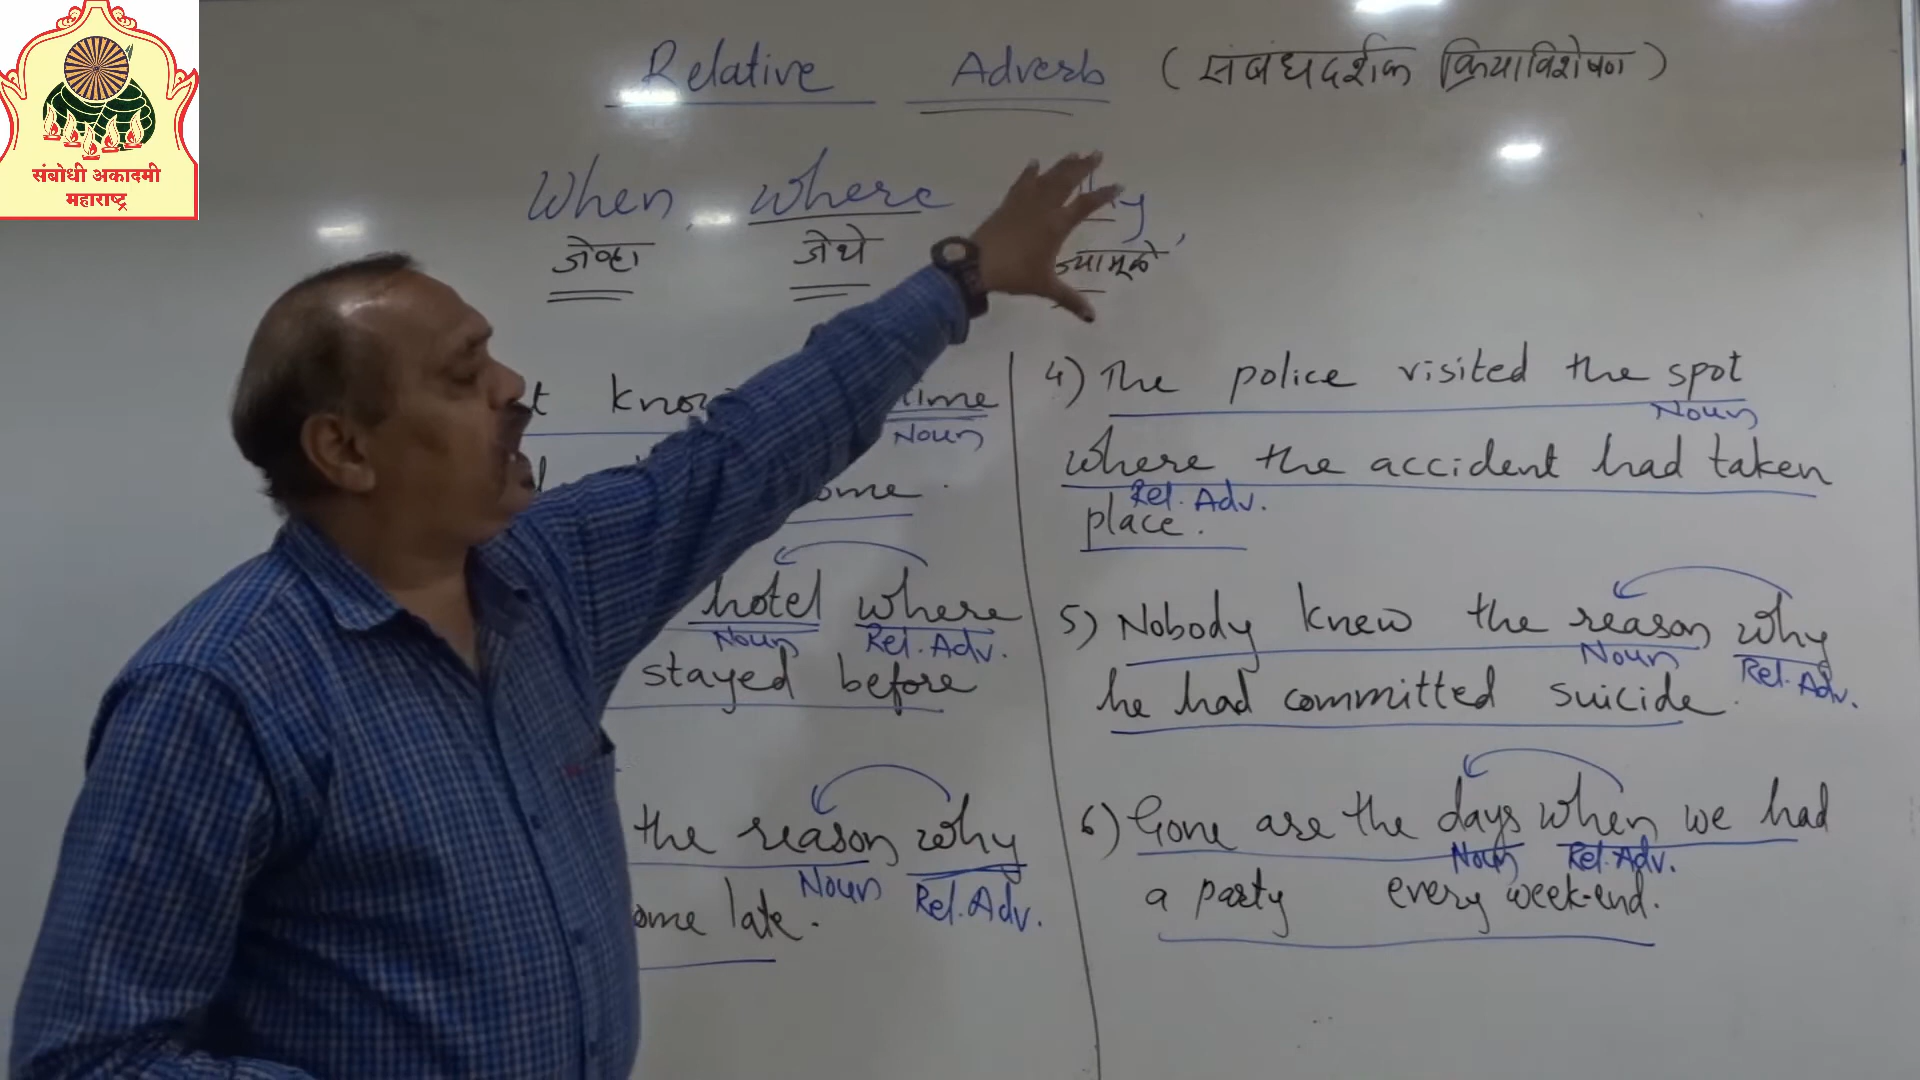 संबोधी अकादमी
महाराष्ट्र
Relative Adverb (संबंधदर्शक क्रियाविशेषण)
When, where
जेव्हा जेथे ज्यामूळे,
time
Noun
hotel where
Noun Rel. Adv.
stayed before
the reason why
Noun Rel. Adv.
late.
4) The police visited the spot
Noun
where the accident had taken
Rel. Adv.
place.
5) Nobody knew the reason why
Noun Rel. Adv.
he had committed suicide.
6) Gone are the days when we had
Noun Rel. Adv.
a party every week-end.